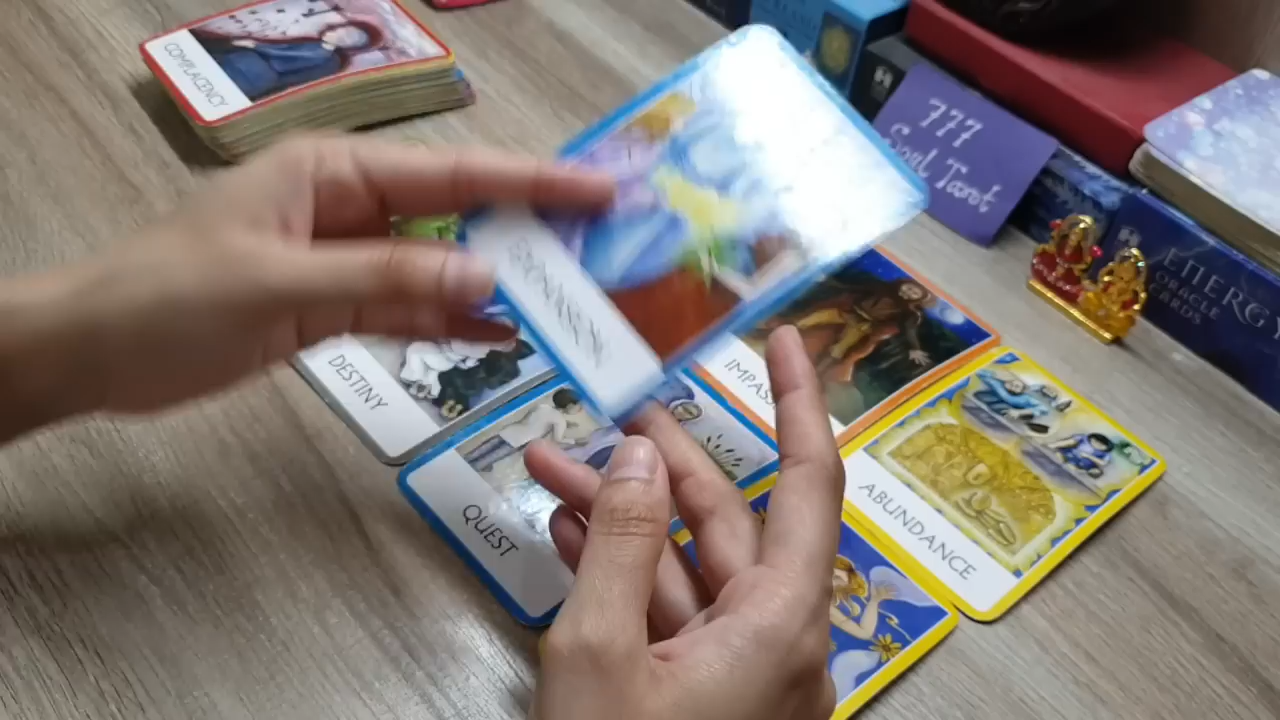 COMPLACENCY
777
Soul Tarot
ENERGY
ORACLE
CARDS
DESTINY
QUEST
ABUNDANCE